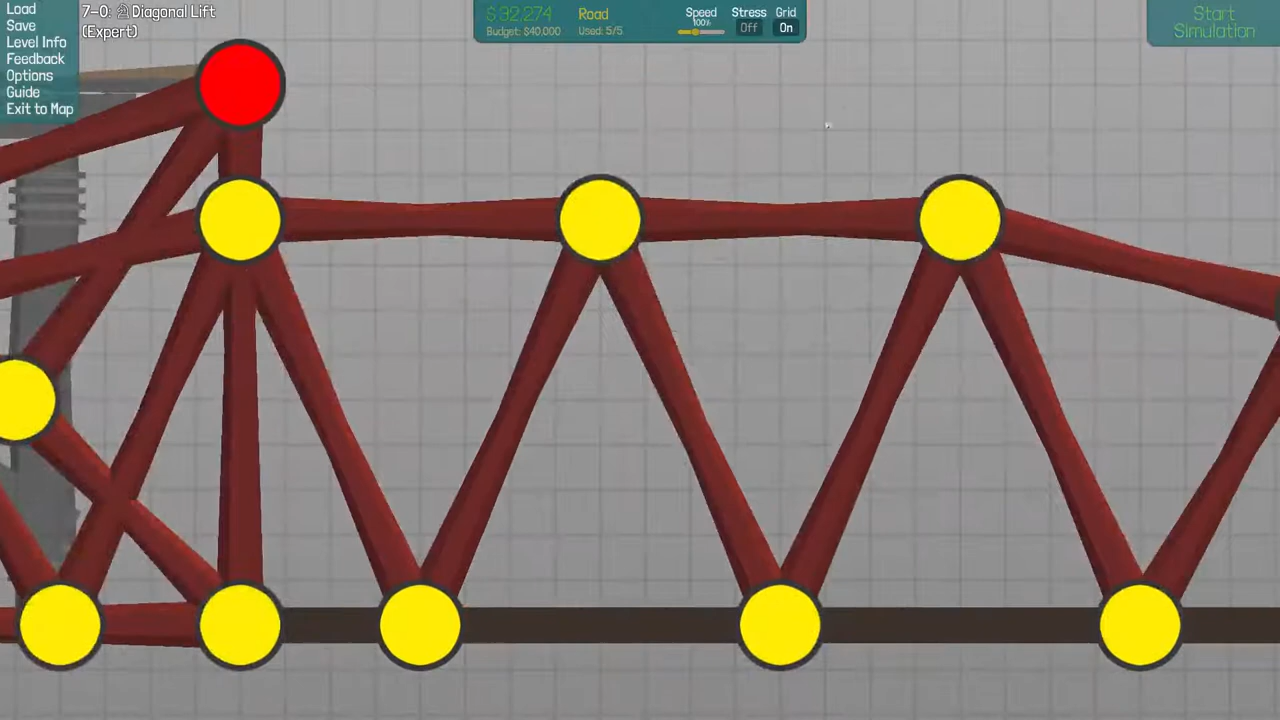 Load
Save
Level Info
Feedback
Options
Guide
Exit to Map
7-0: Diagonal Lift
(Expert)
$32,274
Budget: $40,000
Road
Used: 5/5
Speed
100%
Stress
Off
Grid
On
Start
Simulation